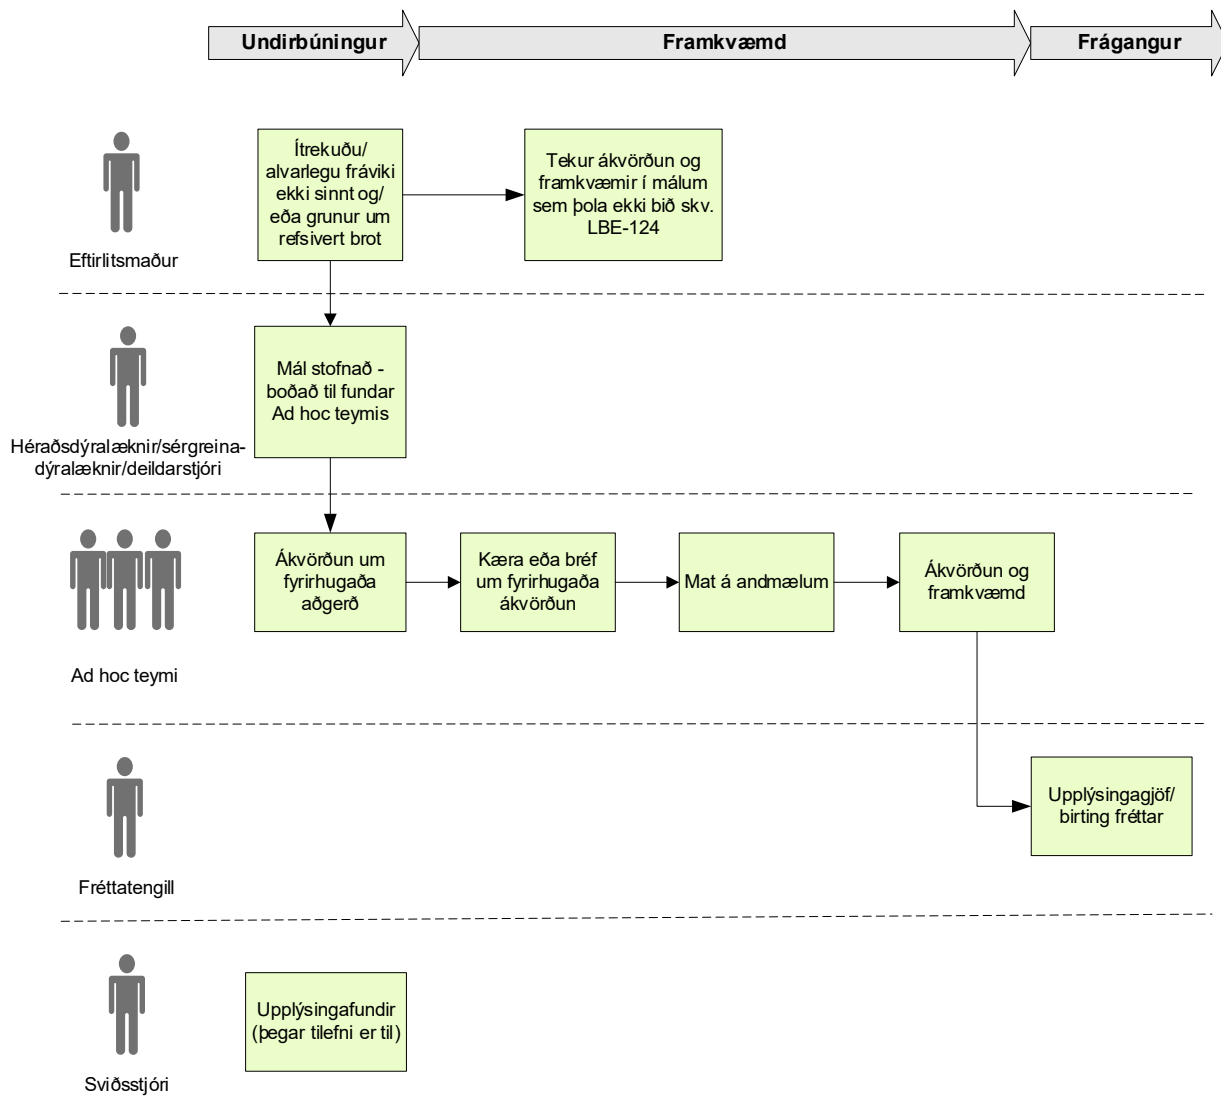 Undirbúningur
Framkvæmd
Frágangur
Ítrekuðu/
alvarlegu fráviki
ekki sinnt og/
eða grunur um
refsivert brot
Tekur ákvörðun og
framkvæmir í málum
sem þola ekki bið skv.
LBE-124
Eftirlitsmaður
Mál stofnað -
boðað til fundar
Ad hoc teymis
Héraðsdýralæknir/sérgreina-
dýralæknir/deildarstjóri
Ákvörðun um
fyrirhugaða
aðgerð
Kæra eða bréf
um fyrirhugaða
ákvörðun
Mat á andmælum
Ákvörðun og
framkvæmd
Ad hoc teymi
Upplýsingagjöf/
birting fréttar
Fréttatengill
Upplýsingafundir
(þegar tilefni er til)
Sviðsstjóri